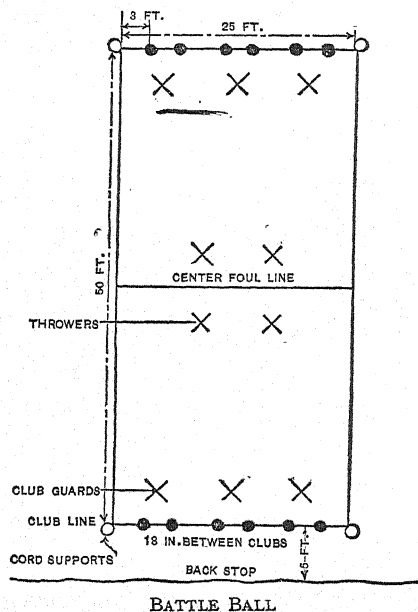 3 FT.
25 FT.
50 FT.
CENTER FOUL LINE
THROWERS
CLUB GUARDS
CLUB LINE
18 IN. BETWEEN CLUBS
5-FT.
CORD SUPPORTS
BACK STOP
BATTLE BALL